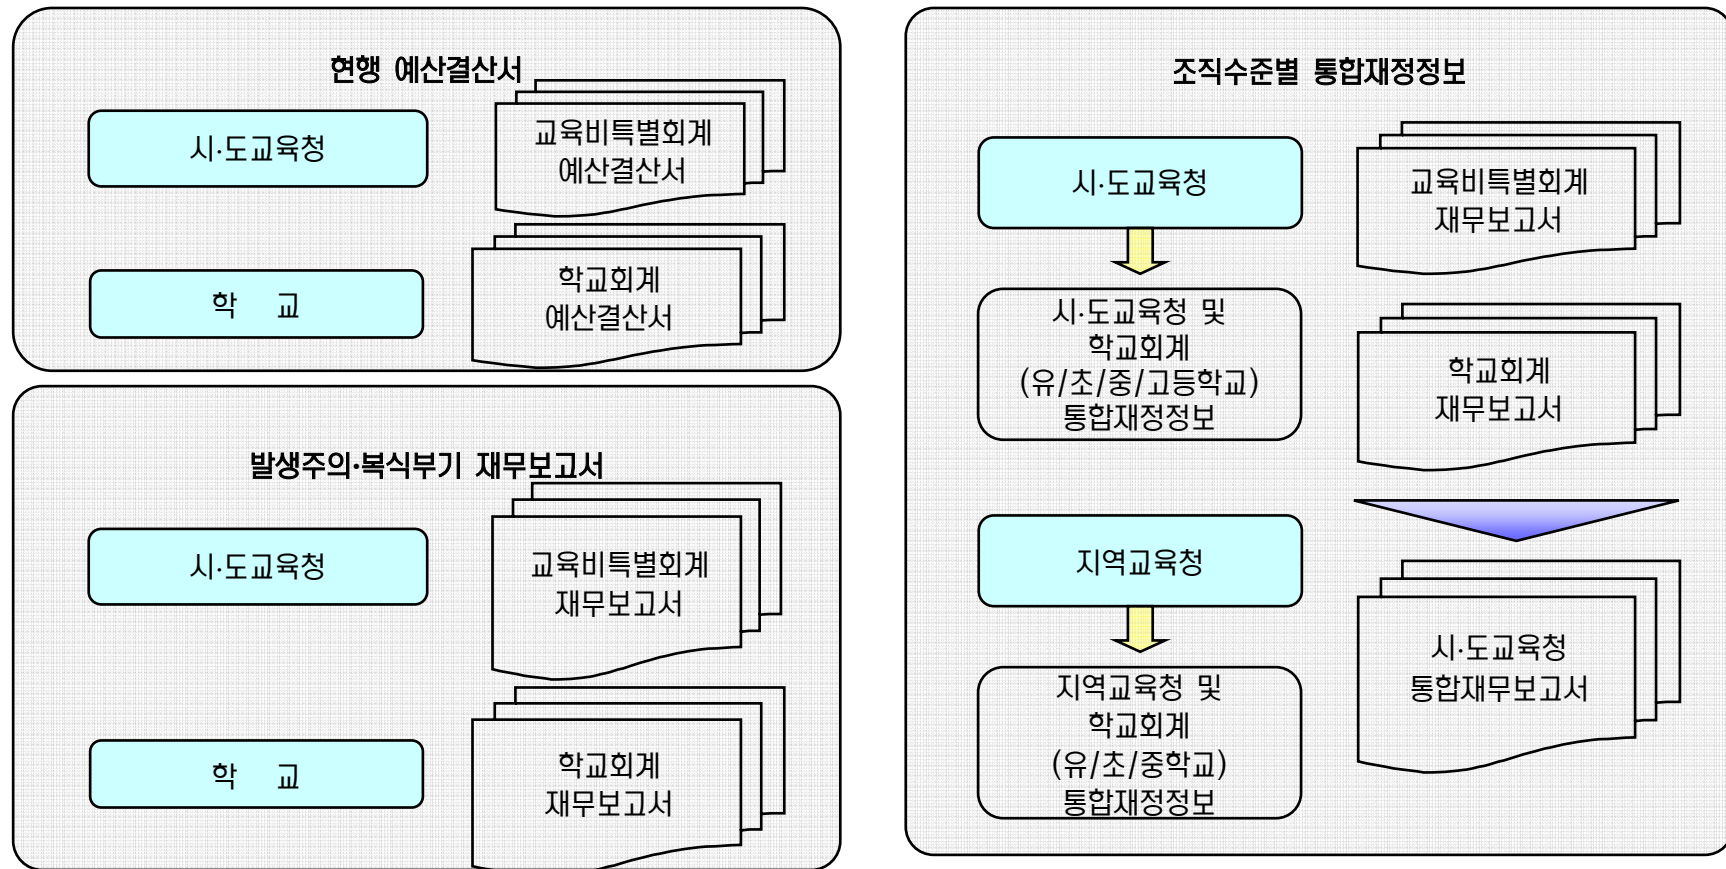 현행 예산결산서
시·도교육청
교육비특별회계
예산결산서
학 교
학교회계
예산결산서
발생주의·복식부기 재무보고서
시·도교육청
교육비특별회계
재무보고서
학 교
학교회계
재무보고서
조직수준별 통합재정정보
시·도교육청
교육비특별회계
재무보고서
시·도교육청 및
학교회계
(유/초/중/고등학교)
통합재정정보
학교회계
재무보고서
지역교육청
지역교육청 및
학교회계
(유/초/중학교)
통합재정정보
시·도교육청
통합재무보고서